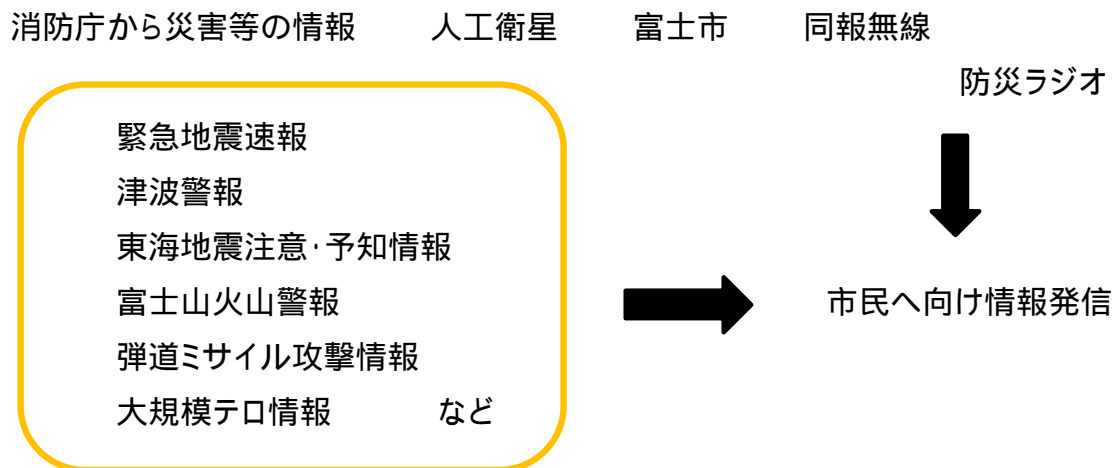 消防庁から災害等の情報　人工衛星　富士市　同報無線
防災ラジオ
緊急地震速報
津波警報
東海地震注意・予知情報
富士山火山警報
弾道ミサイル攻撃情報
大規模テロ情報　など
市民へ向け情報発信